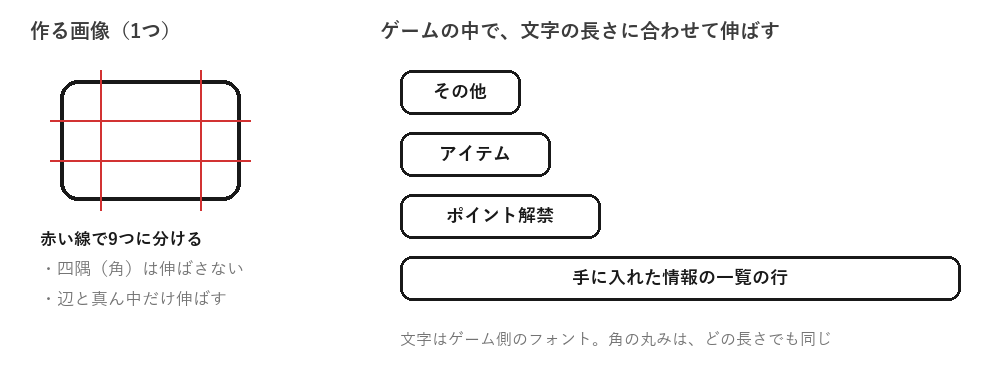 作る画像（1つ）
赤い線で9つに分ける
・四隅（角）は伸ばさない
・辺と真ん中だけ伸ばす
ゲームの中で、文字の長さに合わせて伸ばす
その他
アイテム
ポイント解禁
手に入れた情報の一覧の行
文字はゲーム側のフォント。角の丸みは、どの長さでも同じ